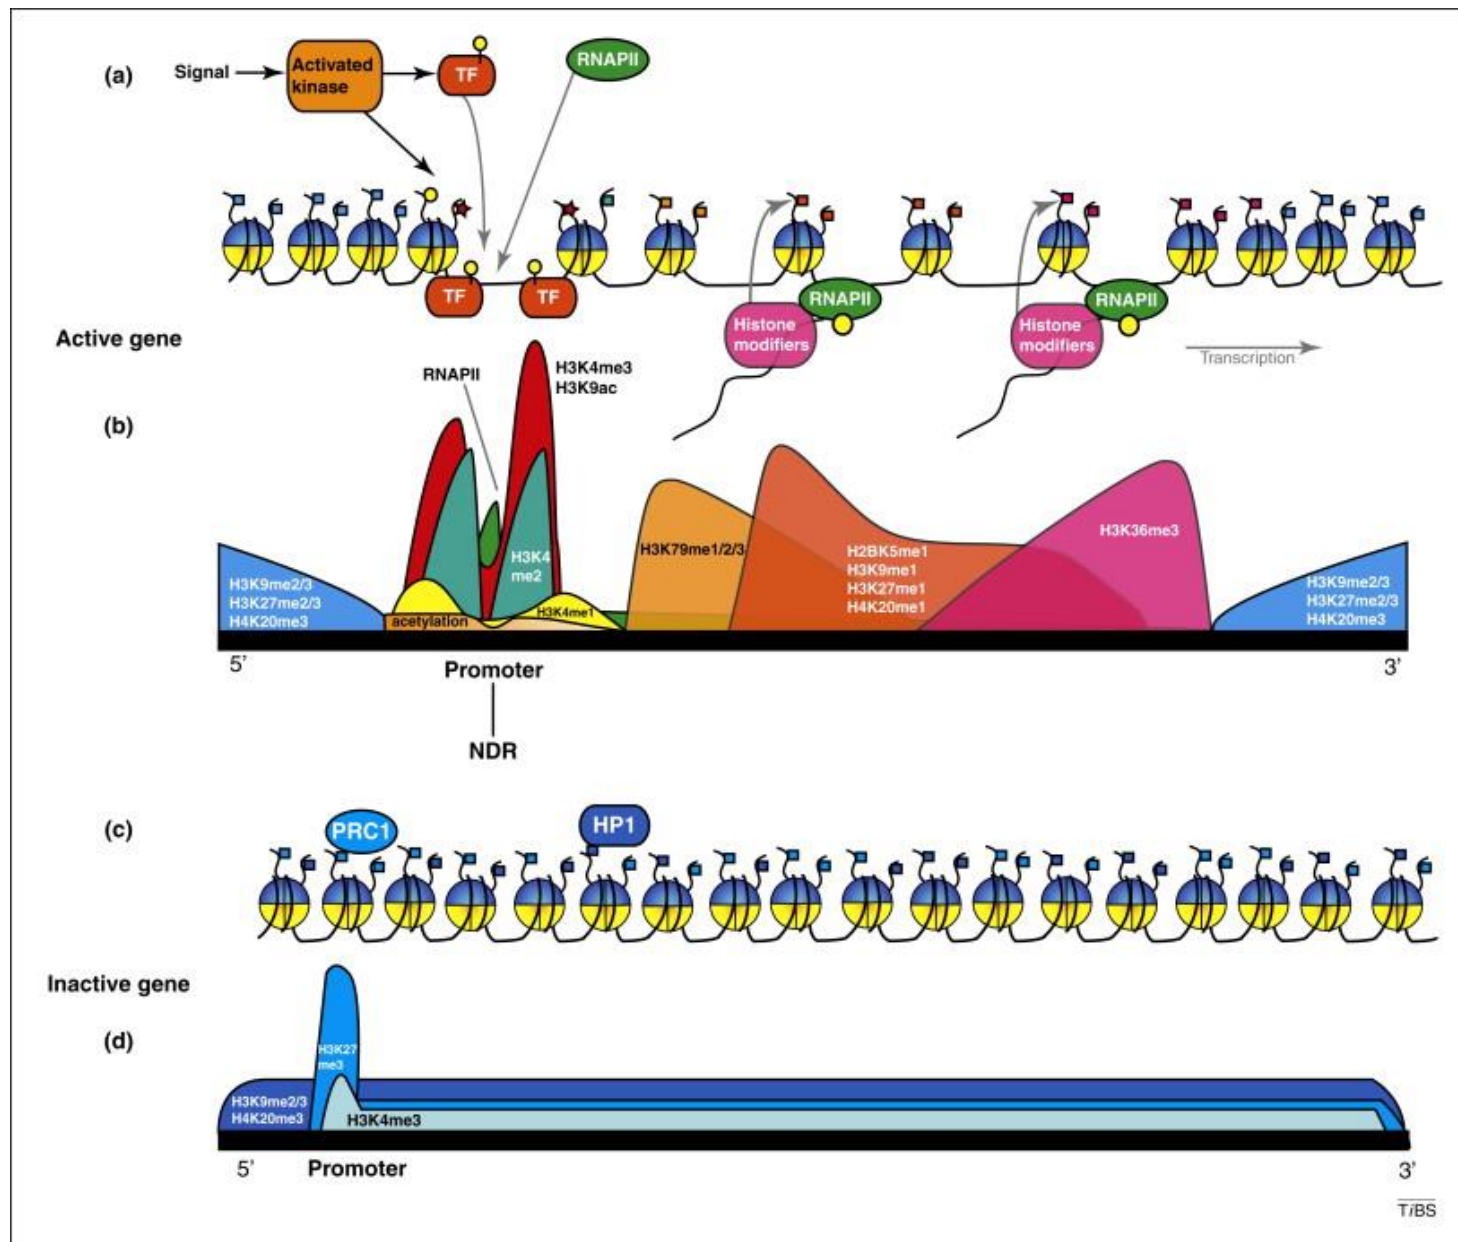 (a)
Signal
Activated
kinase
TF
RNAPII
TF
TF
RNAPII
RNAPII
Histone
modifiers
Histone
modifiers
Active gene
Transcription
RNAPII
H3K4me3
H3K9ac
(b)
H3K4
me2
H3K79me1/2/3
H2BK5me1
H3K9me1
H3K27me1
H4K20me1
H3K36me3
H3K9me2/3
H3K27me2/3
H4K20me3
acetylation
H3K4me1
H3K9me2/3
H3K27me2/3
H4K20me3
5’
Promoter
3’
NDR
(c)
PRC1
HP1
Inactive gene
(d)
H3K27
me3
H3K9me2/3
H4K20me3
H3K4me3
5’
Promoter
3’
TiBS